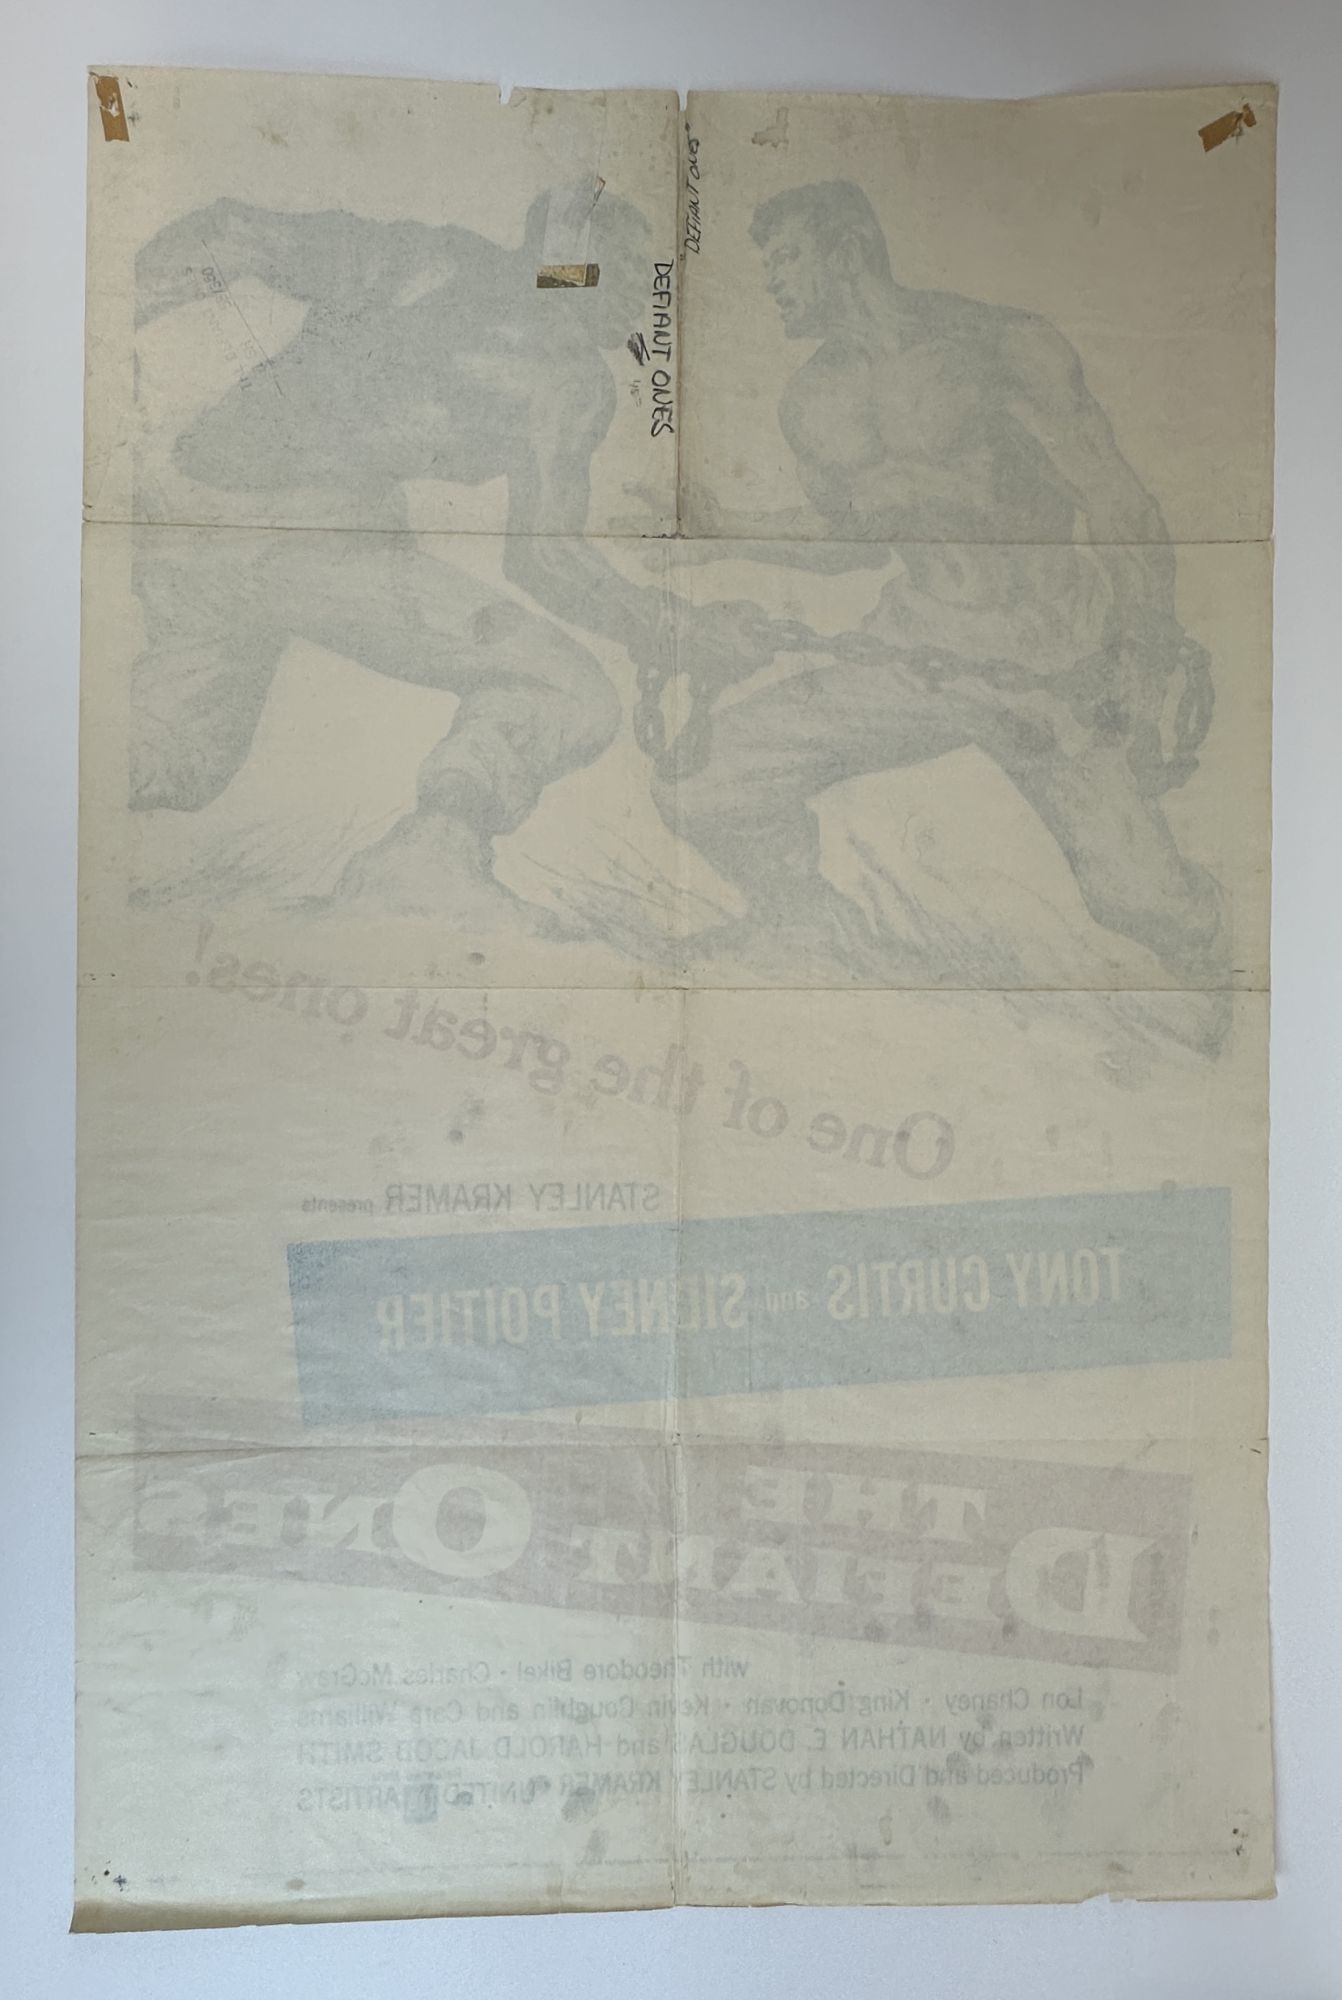 "DEFIANT ONES"
DEFIANT ONES
One of the great ones!
STANLEY KRAMER presents
TONY CURTIS and SIDNEY POITIER
THE
DEFIANT ONES
with Theodore Bikel · Charles McGraw
Lon Chaney · King Donovan · Kevin Coughlin and Cara Williams
Written by NATHAN E. DOUGLAS and HAROLD JACOB SMITH
Produced and Directed by STANLEY KRAMER UNITED ARTISTS